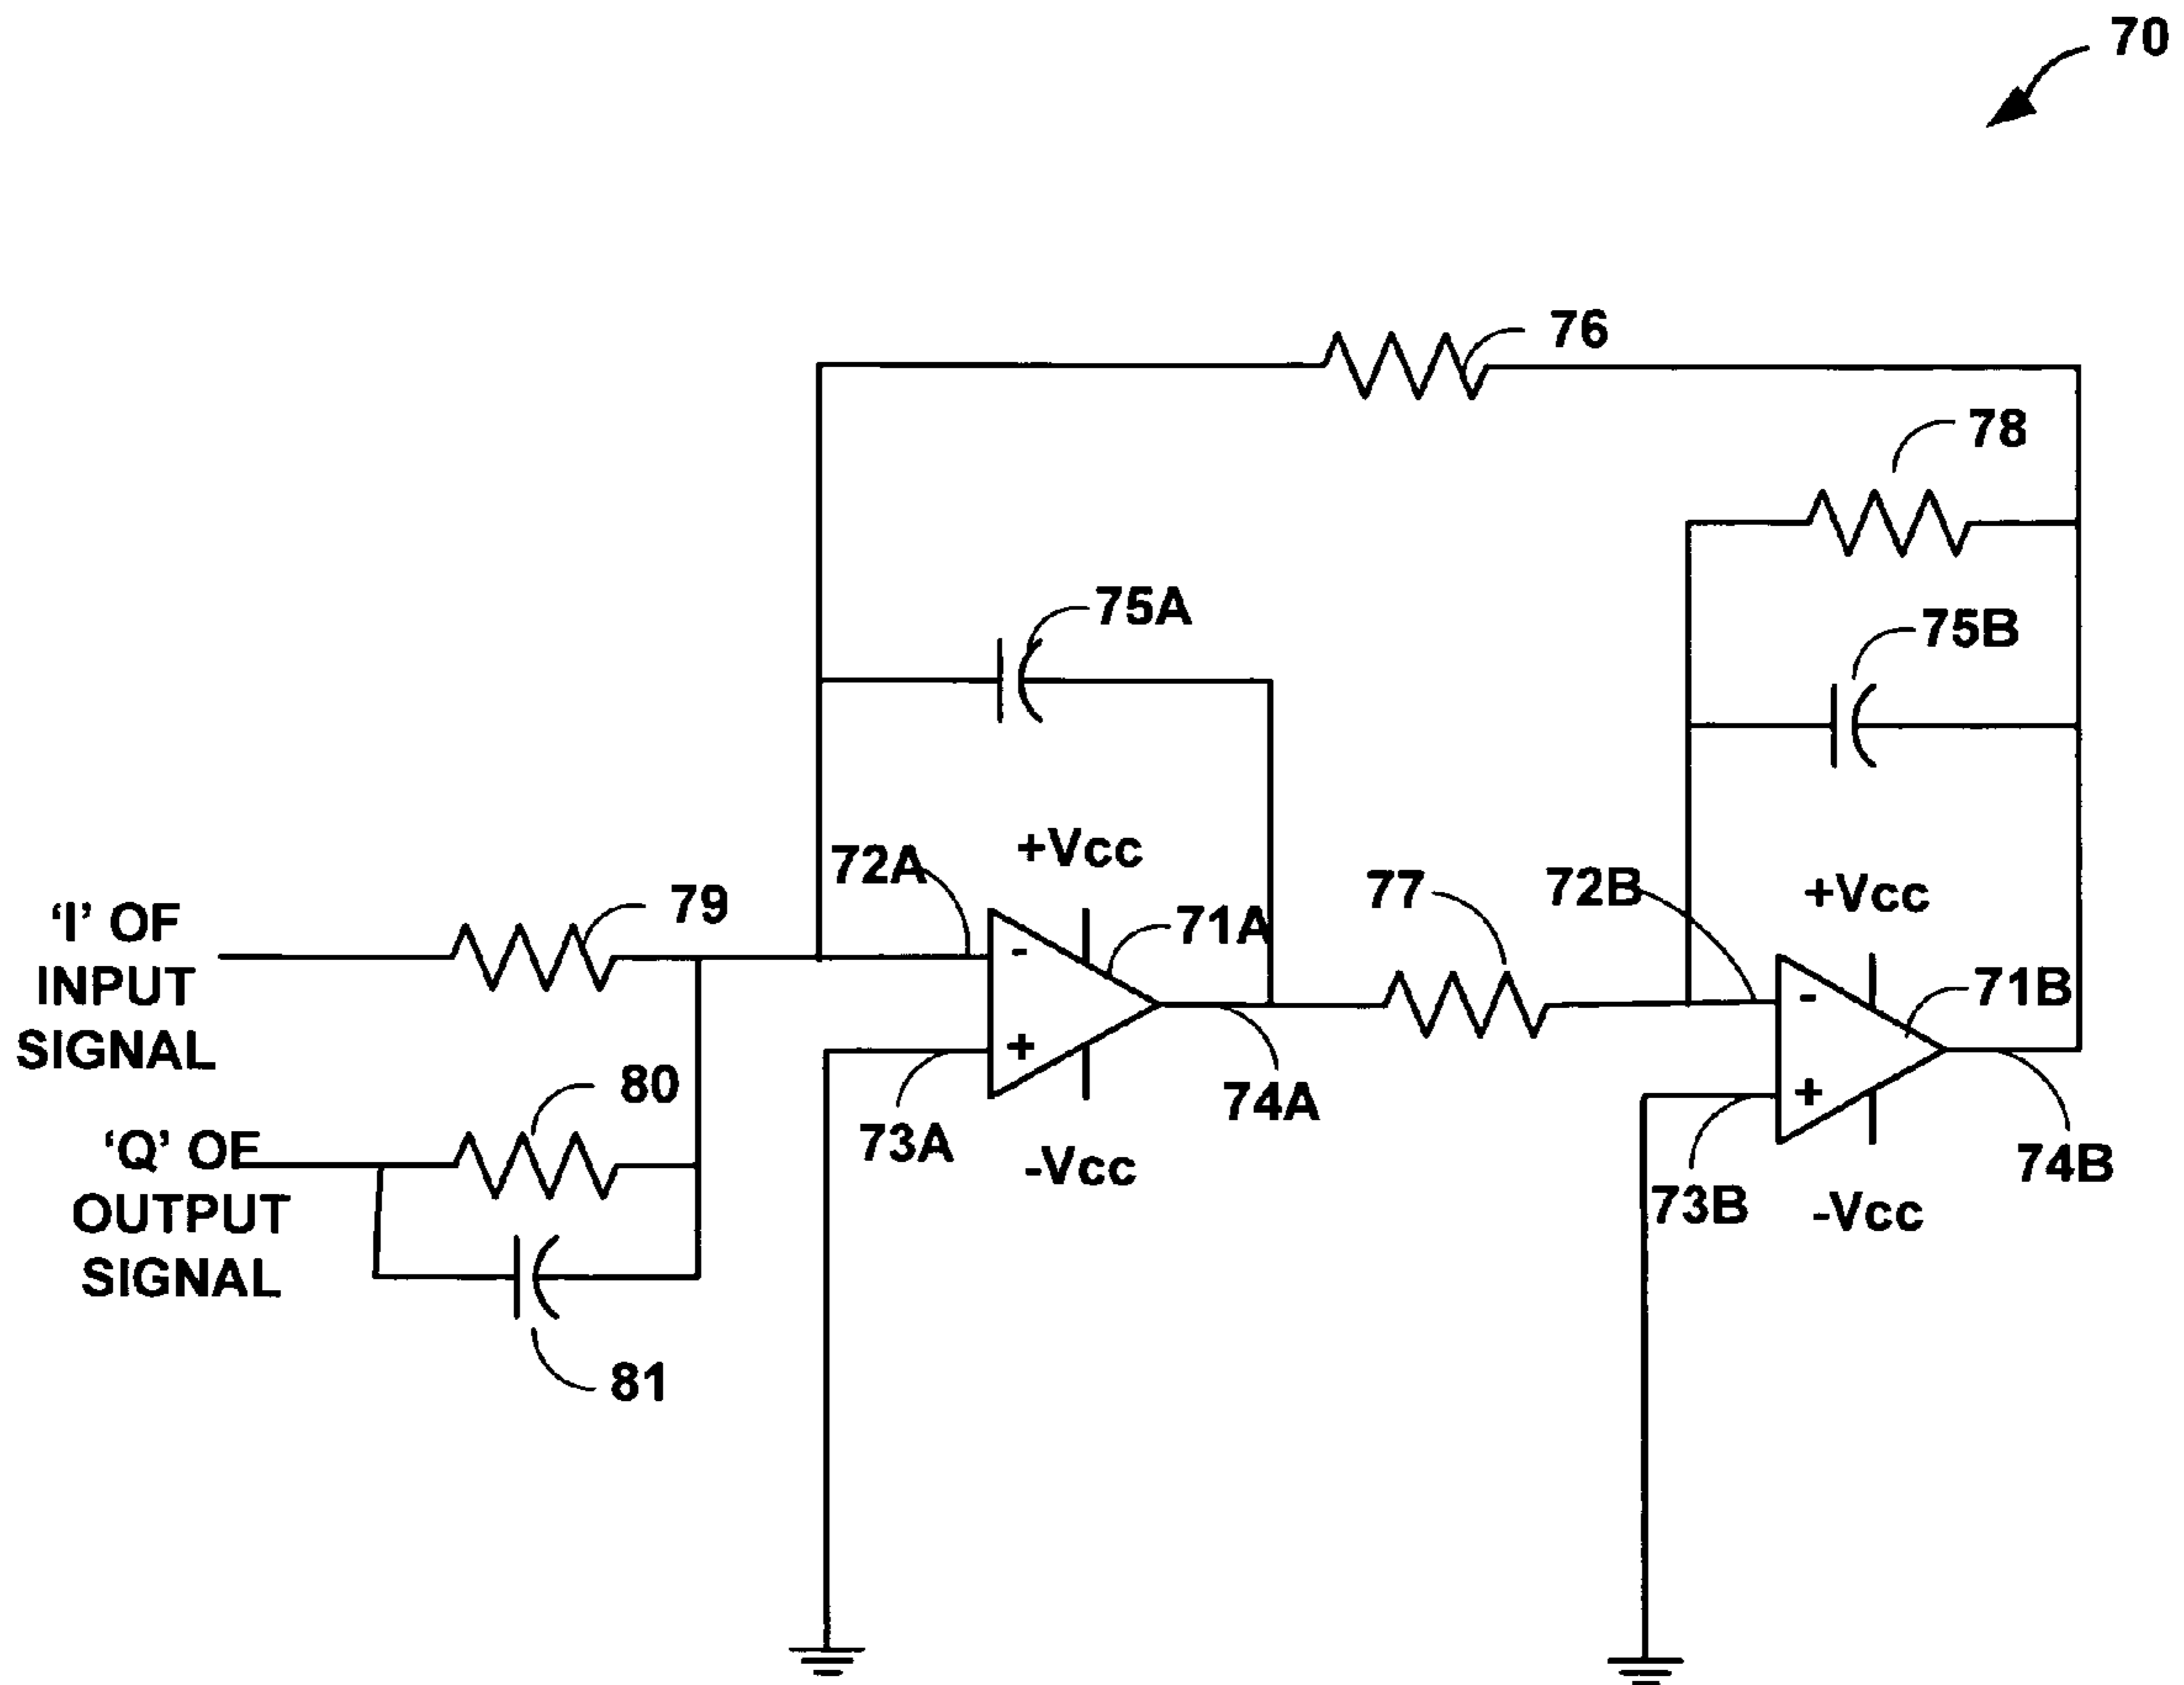 70
76
78
75A
75B
+Vcc
72A
77
72B
+Vcc
79
71A
‘I’ OF
INPUT
SIGNAL
-
-
71B
+
80
74A
+
73A
‘Q’ OF
OUTPUT
SIGNAL
-Vcc
74B
73B
-Vcc
81